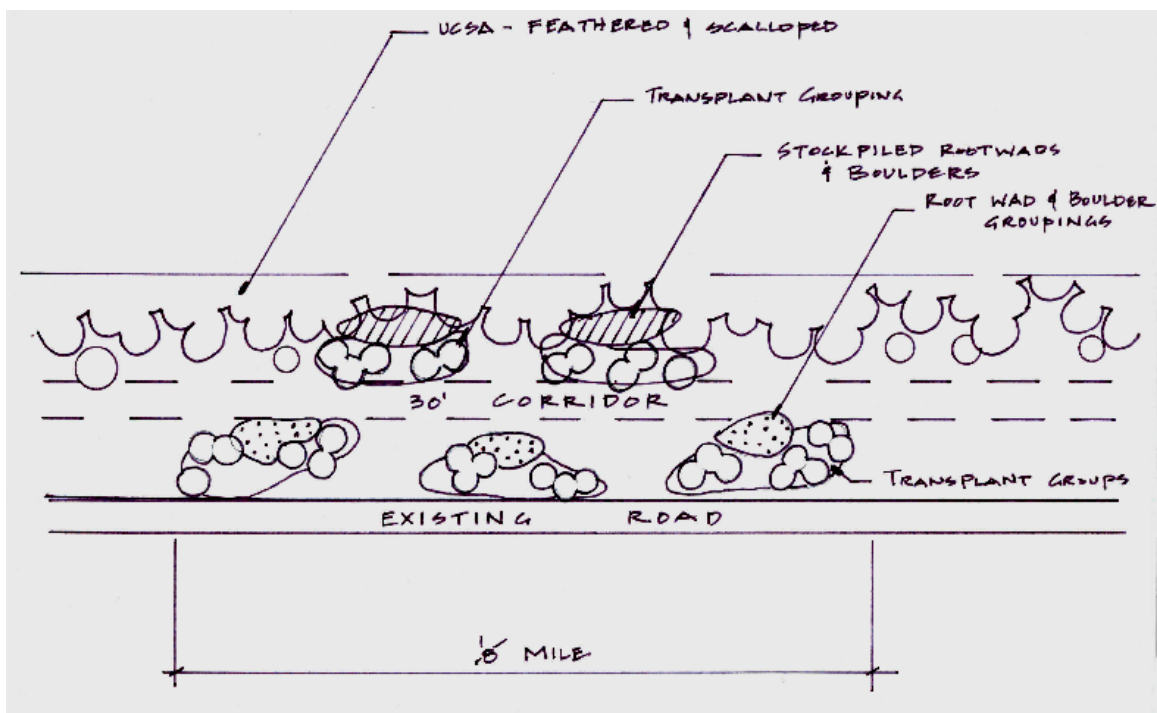 UCSA - FEATHERED & SCALLOPED
TRANSPLANT GROUPING
STOCKPILED ROOTWADS
& BOULDERS
ROOT WAD & BOULDER
GROUPINGS
30' CORRIDOR
TRANSPLANT GROUPS
EXISTING ROAD
1/8 MILE